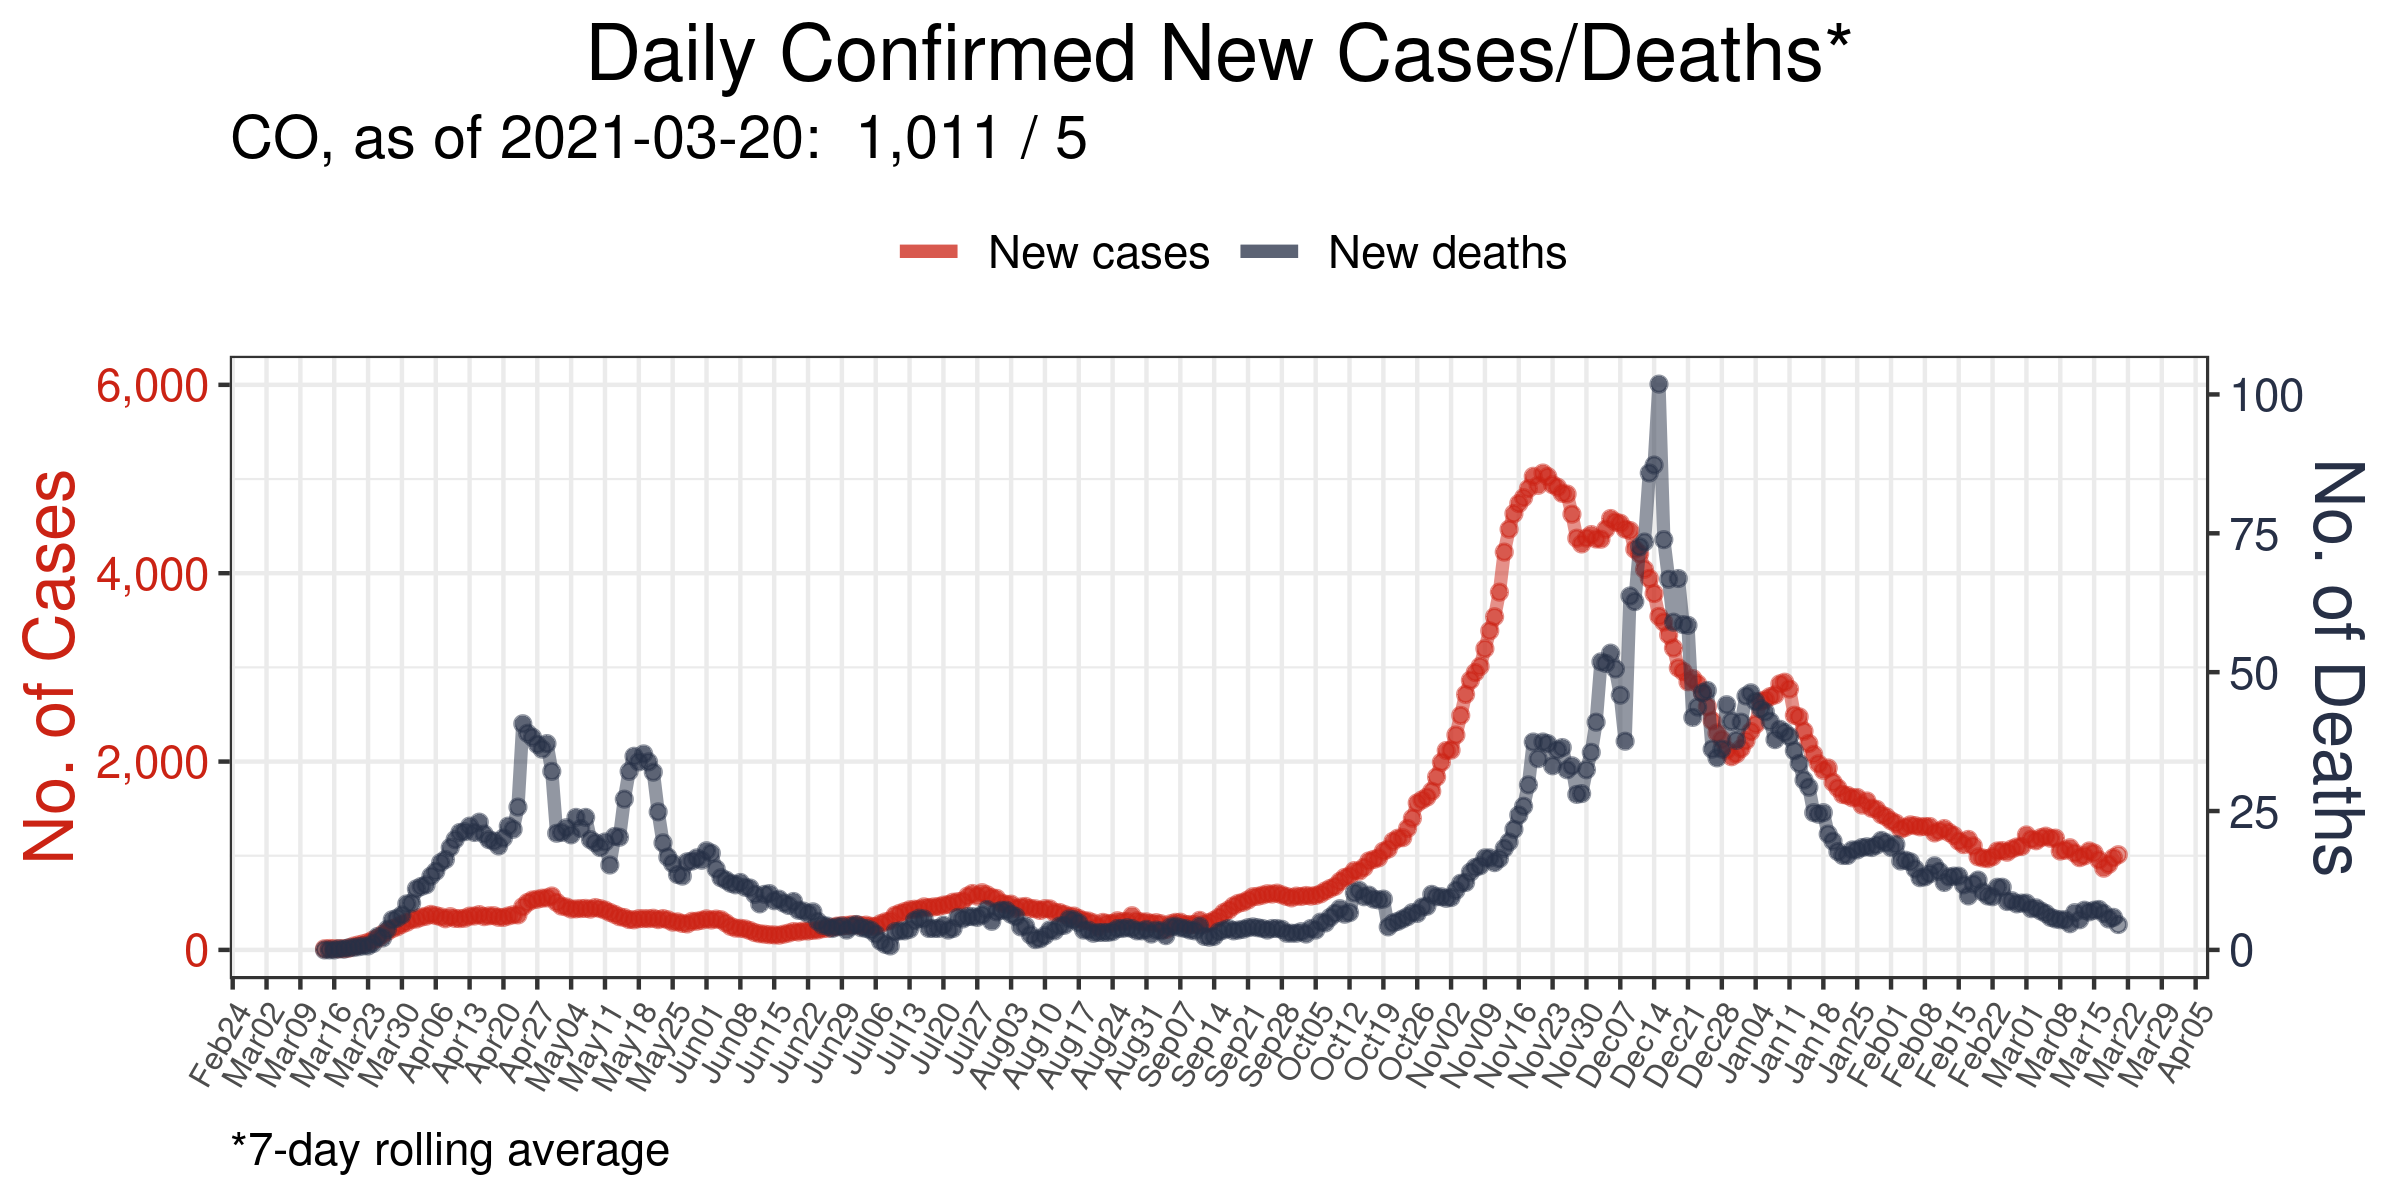 Daily Confirmed New Cases/Deaths*
CO, as of 2021-03-20:  1,011 / 5
New cases
New deaths
No. of Cases
6,000
4,000
2,000
0
No. of Deaths
100
75
50
25
0
Feb24
Mar02
Mar09
Mar16
Mar23
Mar30
Apr06
Apr13
Apr20
Apr27
May04
May11
May18
May25
Jun01
Jun08
Jun15
Jun22
Jun29
Jul06
Jul13
Jul20
Jul27
Aug03
Aug10
Aug17
Aug24
Aug31
Sep07
Sep14
Sep21
Sep28
Oct05
Oct12
Oct19
Oct26
Nov02
Nov09
Nov16
Nov23
Nov30
Dec07
Dec14
Dec21
Dec28
Jan04
Jan11
Jan18
Jan25
Feb01
Feb08
Feb15
Feb22
Mar01
Mar08
Mar15
Mar22
Mar29
Apr05
*7-day rolling average